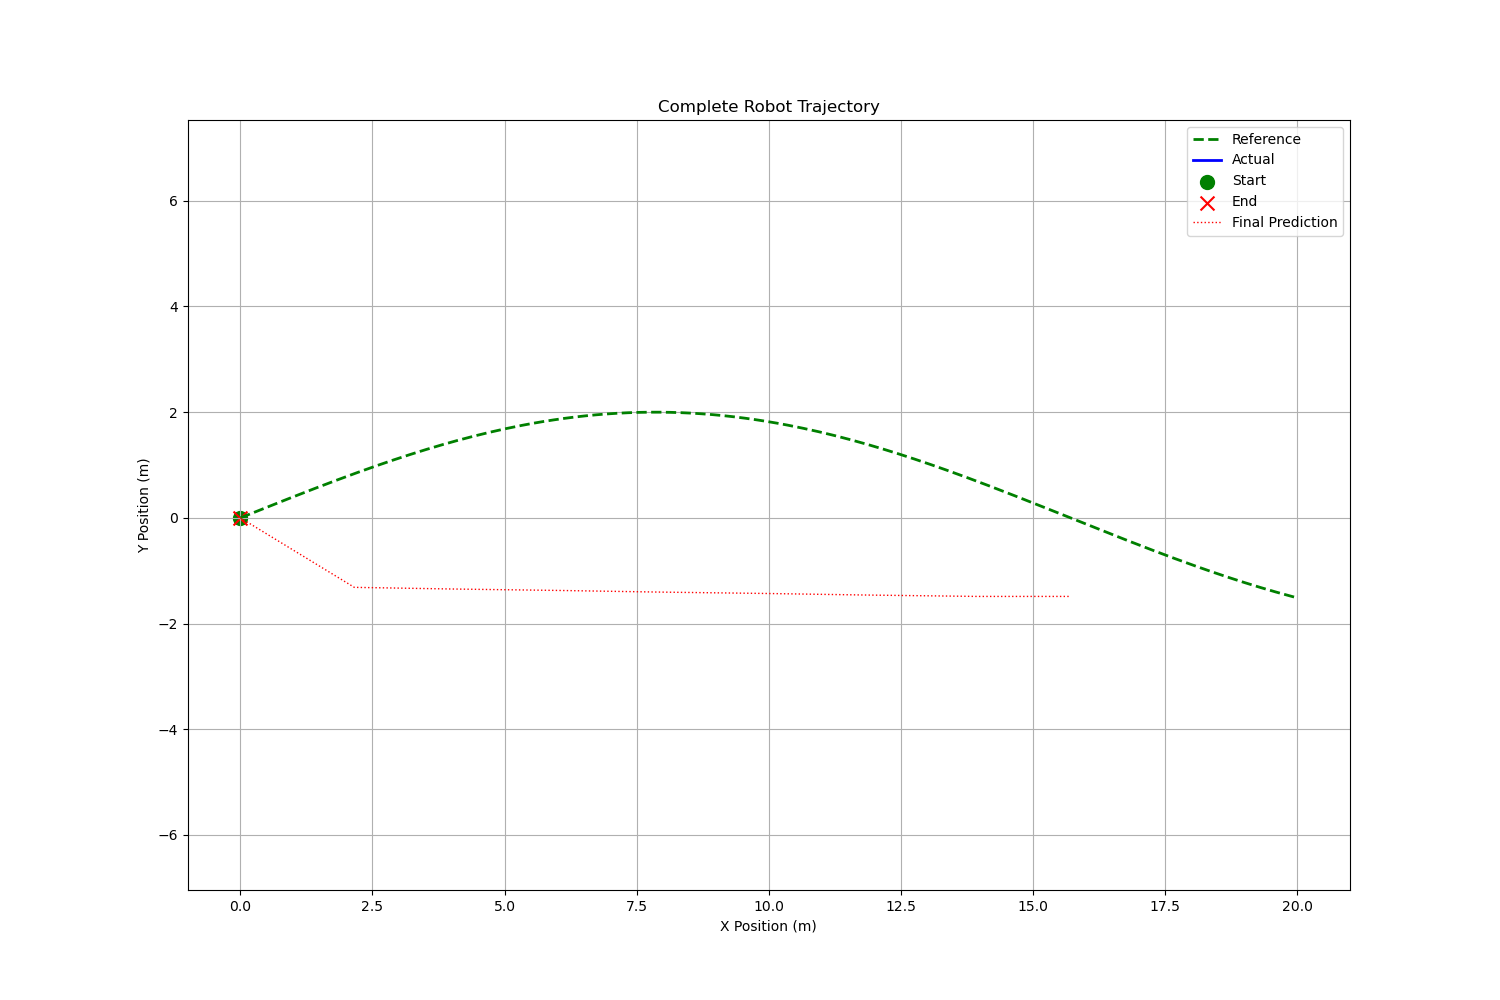 Complete Robot Trajectory
Reference
Actual
Start
End
Final Prediction
6
4
2
0
−2
−4
−6
Y Position (m)
0.0 2.5 5.0 7.5 10.0 12.5 15.0 17.5 20.0
X Position (m)